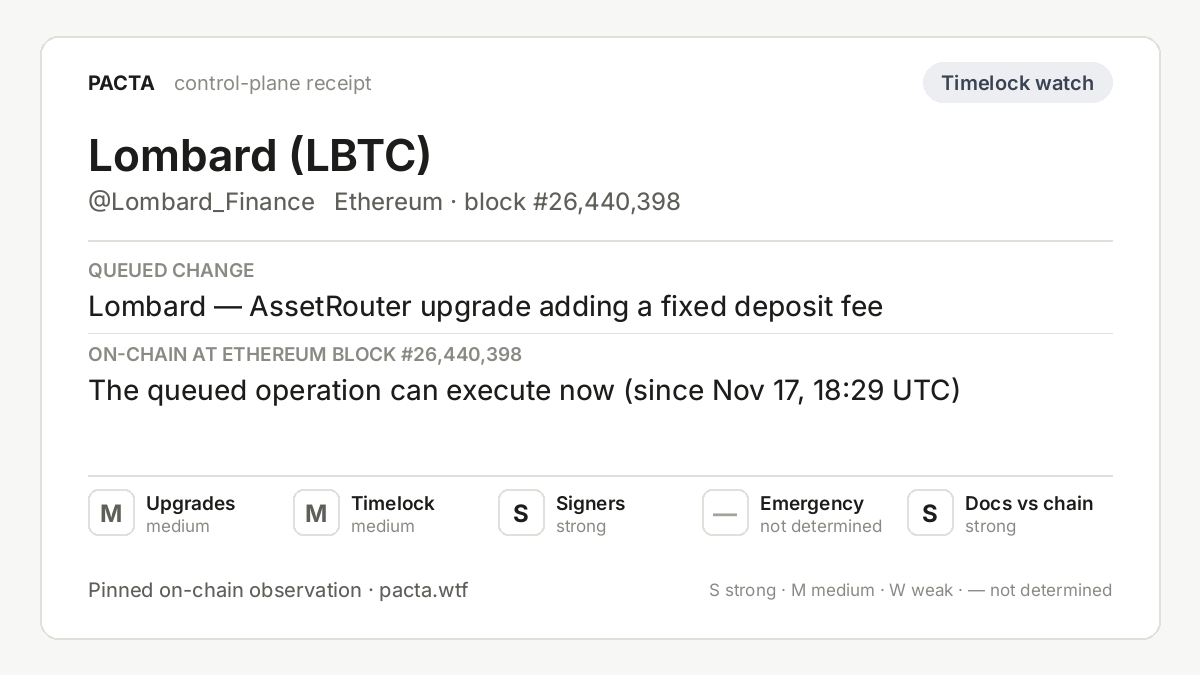 PACTA control-plane receipt
Timelock watch
Lombard (LBTC)
@Lombard_Finance Ethereum · block #26,440,398
QUEUED CHANGE
Lombard — AssetRouter upgrade adding a fixed deposit fee
ON-CHAIN AT ETHEREUM BLOCK #26,440,398
The queued operation can execute now (since Nov 17, 18:29 UTC)
M Upgrades medium
M Timelock medium
S Signers strong
— Emergency not determined
S Docs vs chain strong
Pinned on-chain observation · pacta.wtf
S strong · M medium · W weak · — not determined